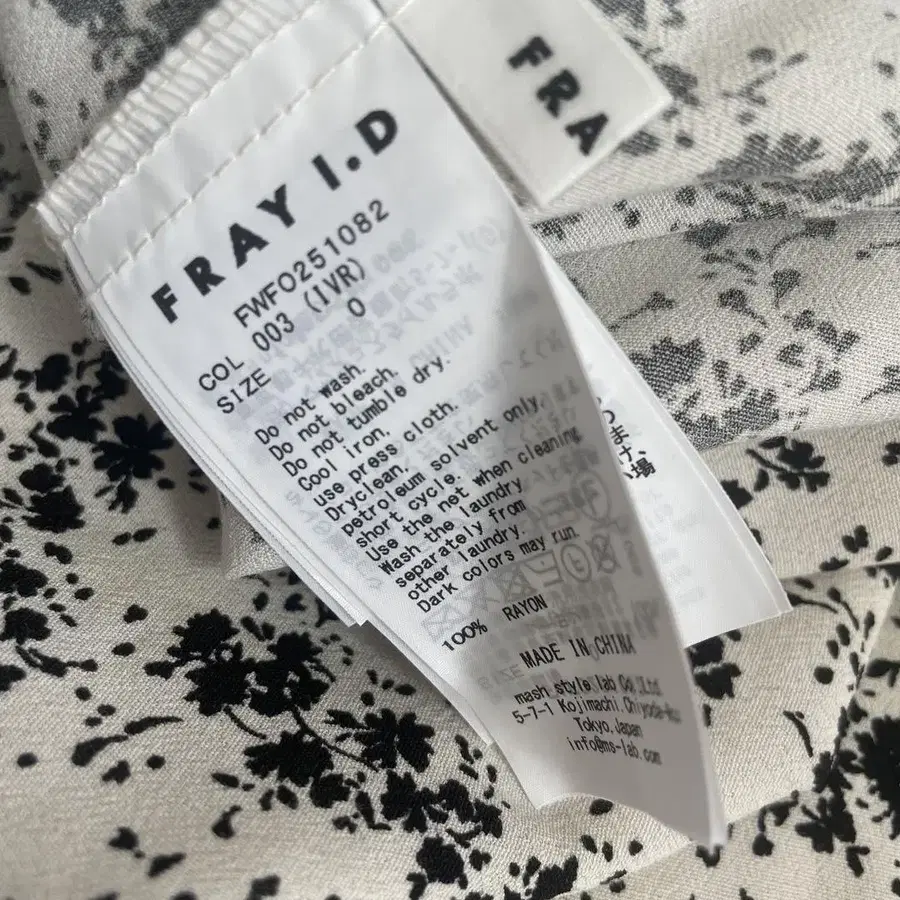 FRA
FRAY I.D
FWFO251082
COL 003 (IVR)
SIZE 0
Do not wash.
Do not bleach.
Do not tumble dry.
Cool iron.
use press cloth.
Dryclean.
petroleum solvent only.
short cycle.
Use the net when cleaning
Wash the laundry
separately from
other laundry.
Dark colors may run.
100% RAYON
MADE IN CHINA
mash style lab Co.,Ltd
5-7-1 Kojimachi, Chiyoda-ku
Tokyo, Japan
info@ms-lab.com